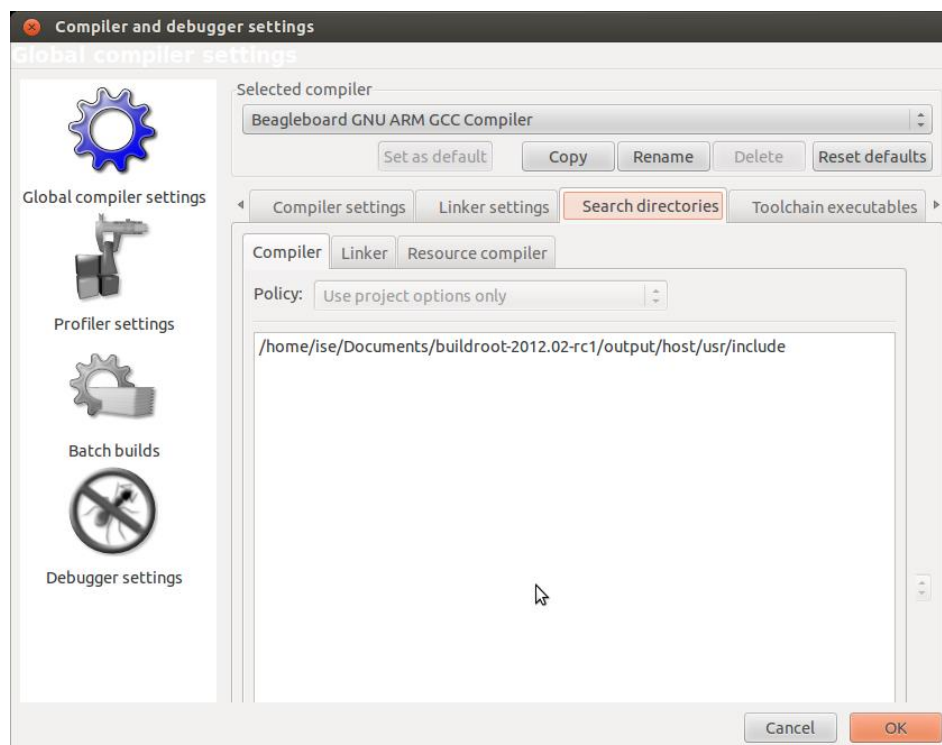 Compiler and debugger settings
Global compiler settings
Selected compiler
Beagleboard GNU ARM GCC Compiler
Set as default Copy Rename Delete Reset defaults
Global compiler settings
Compiler settings Linker settings Search directories Toolchain executables
Compiler Linker Resource compiler
Policy: Use project options only
Profiler settings
/home/ise/Documents/buildroot-2012.02-rc1/output/host/usr/include
Batch builds
Debugger settings
Cancel OK